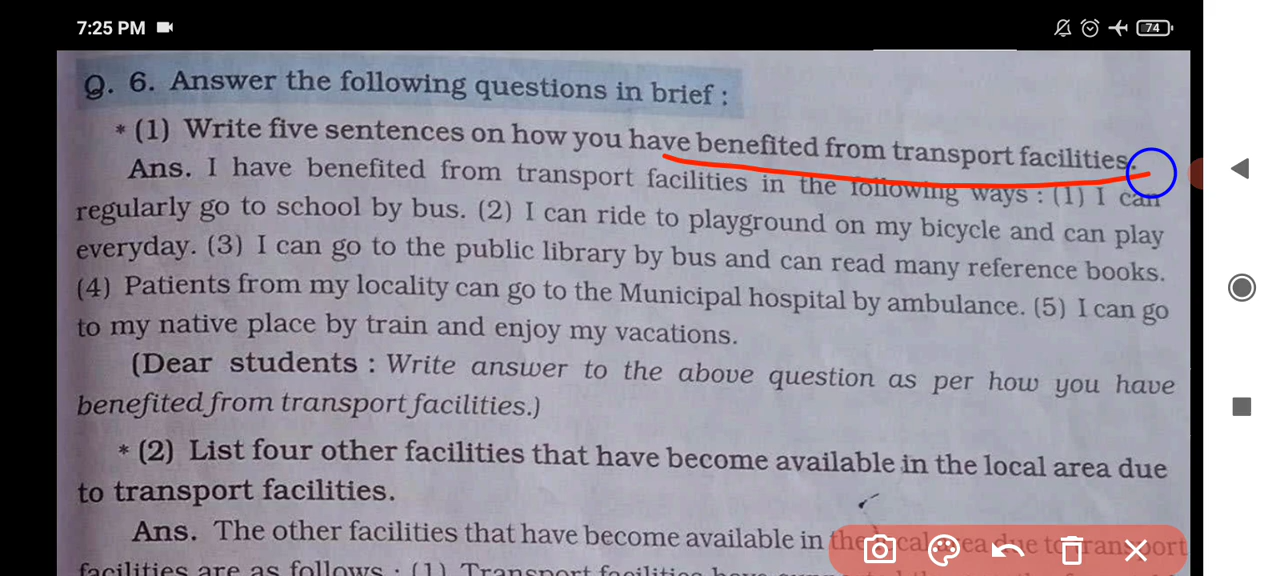 7:25 PM
74
Q. 6. Answer the following questions in brief :
* (1) Write five sentences on how you have benefited from transport facilities.
Ans. I have benefited from transport facilities in the following ways : (1) I can
regularly go to school by bus. (2) I can ride to playground on my bicycle and can play
everyday. (3) I can go to the public library by bus and can read many reference books.
(4) Patients from my locality can go to the Municipal hospital by ambulance. (5) I can go
to my native place by train and enjoy my vacations.
(Dear students : Write answer to the above question as per how you have
benefited from transport facilities.)
* (2) List four other facilities that have become available in the local area due
to transport facilities.
Ans. The other facilities that have become available in the local area due to transport
facilities are as follows : (1) Transport facilities have